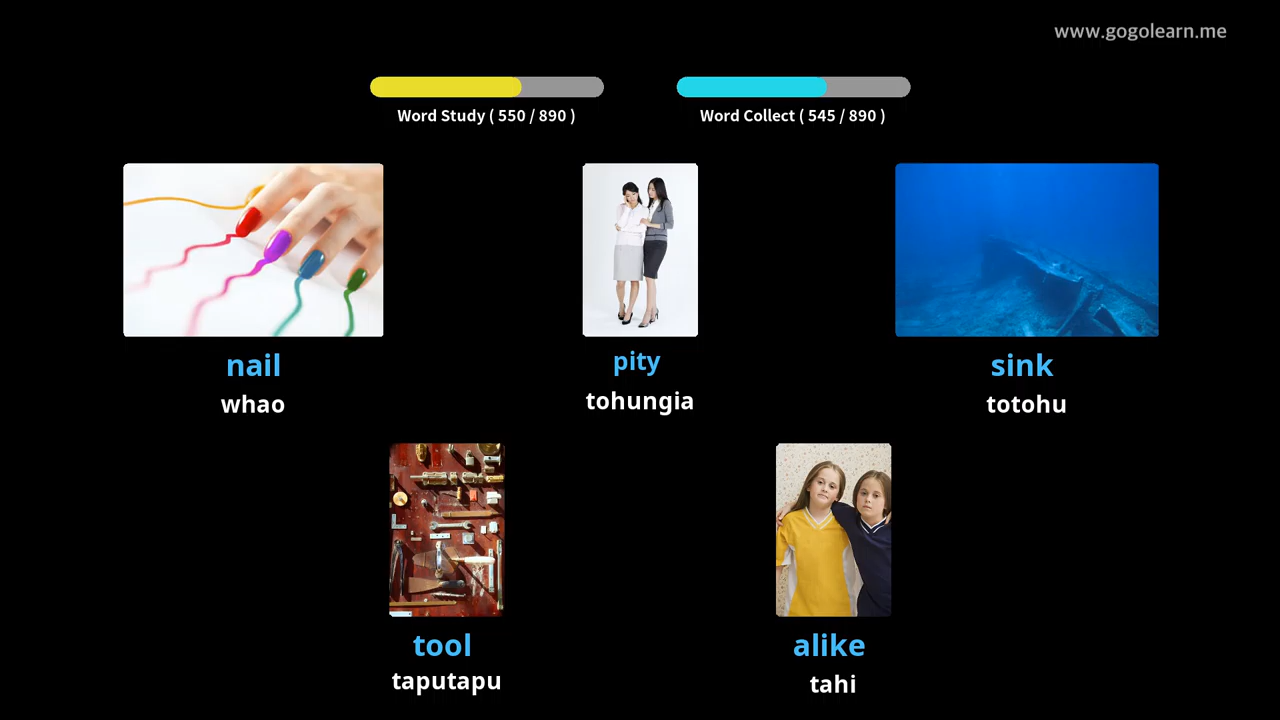 www.gogolearn.me
Word Study ( 550 / 890 )
Word Collect ( 545 / 890 )
nail
whao
pity
tohungia
sink
totohu
tool
taputapu
alike
tahi